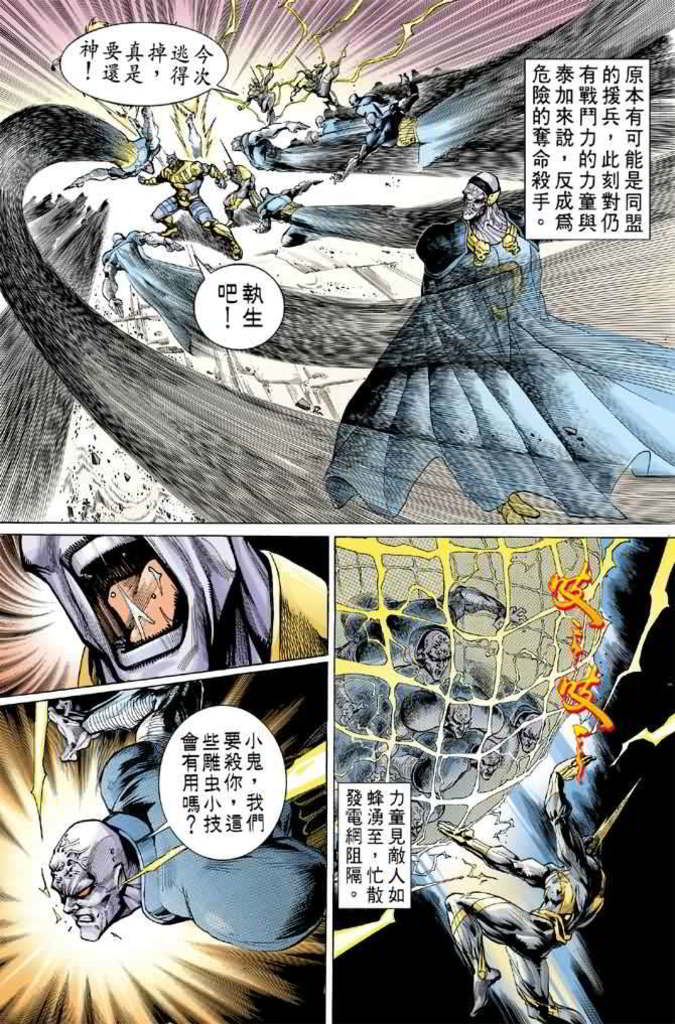 原本有可能是同盟
的援兵，此刻對仍
有戰鬥力的力童與
泰加來說，反成爲
危險的奪命殺手。
今次
逃得
掉，
真是
要還
神！
執生
吧！
小鬼，我們
要殺你，這
些雕虫小技
會有用嗎？
力童見敵人如
蜂湧至，忙散
發電網阻隔。